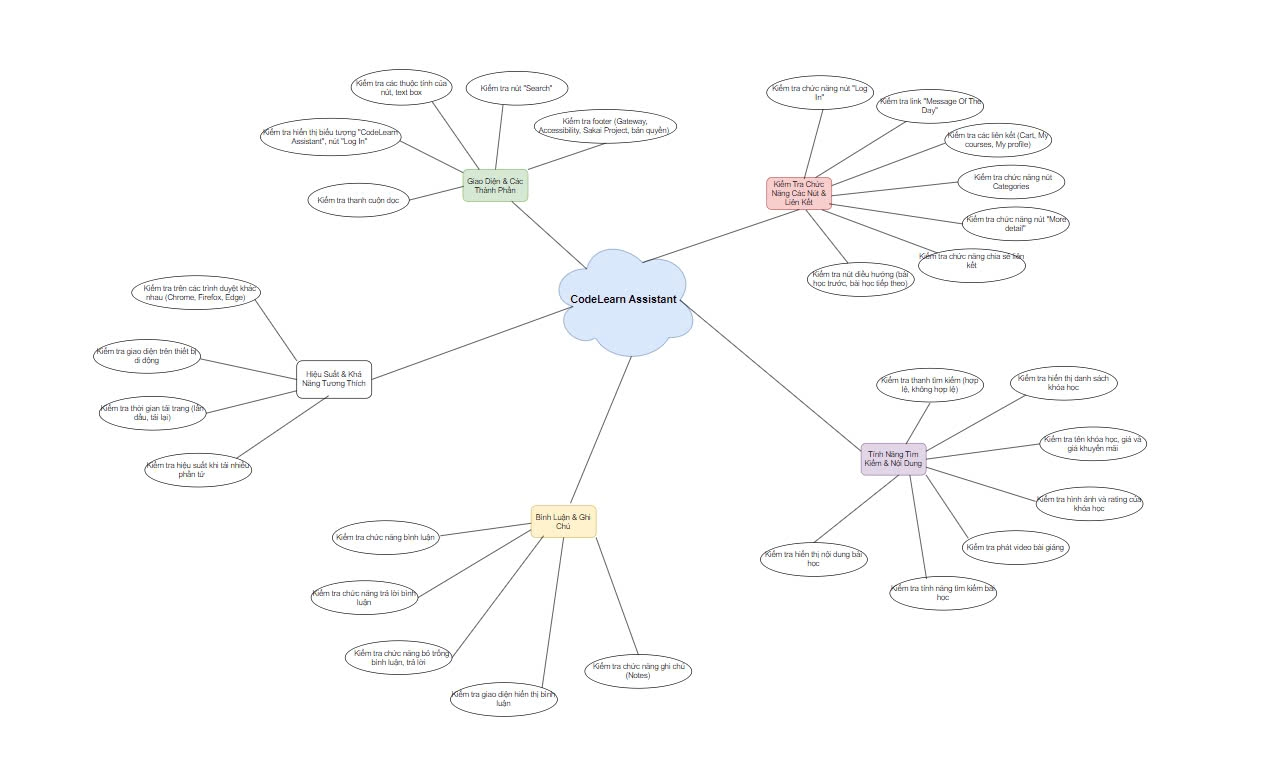 Kiểm tra các thuộc tính của
nút, text box
Kiểm tra nút "Search"
Kiểm tra hiển thị biểu tượng "CodeLearn
Assistant", nút "Log In"
Kiểm tra footer (Gateway,
Accessibility, Sakai Project, bản quyền)
Kiểm tra thanh cuộn dọc
Giao Diện & Các
Thành Phần
Kiểm tra chức năng nút "Log
In"
Kiểm tra link "Message Of The
Day"
Kiểm tra các liên kết (Cart, My
courses, My profile)
Kiểm tra chức năng nút
Categories
Kiểm tra chức năng nút "More
detail"
Kiểm tra chức năng chia sẻ liên
kết
Kiểm tra nút điều hướng (bài
học trước, bài học tiếp theo)
Kiểm Tra Chức
Năng Các Nút &
Liên Kết
CodeLearn Assistant
Kiểm tra trên các trình duyệt khác
nhau (Chrome, Firefox, Edge)
Kiểm tra giao diện trên thiết bị
di động
Kiểm tra thời gian tải trang (lần
đầu, tải lại)
Kiểm tra hiệu suất khi tải nhiều
phần tử
Hiệu Suất & Khả
Năng Tương Thích
Kiểm tra thanh tìm kiếm (hợp
lệ, không hợp lệ)
Kiểm tra hiển thị danh sách
khóa học
Kiểm tra tên khóa học, giá và
giá khuyến mãi
Kiểm tra hình ảnh và rating của
khóa học
Kiểm tra phát video bài giảng
Kiểm tra tính năng tìm kiếm bài
học
Kiểm tra hiển thị nội dung bài
học
Tính Năng Tìm
Kiếm & Nội Dung
Bình Luận & Ghi
Chú
Kiểm tra chức năng bình luận
Kiểm tra chức năng trả lời bình
luận
Kiểm tra chức năng bỏ trống
bình luận, trả lời
Kiểm tra giao diện hiển thị bình
luận
Kiểm tra chức năng ghi chú
(Notes)